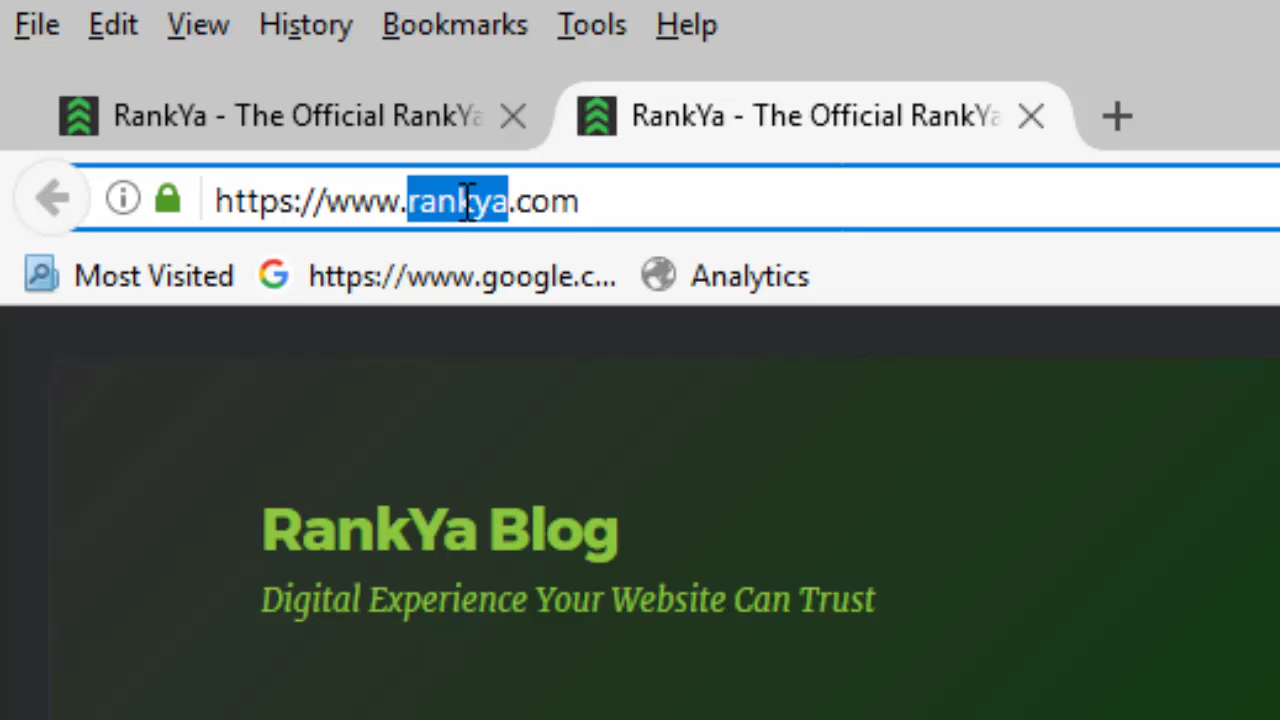 File Edit View History Bookmarks Tools Help
RankYa - The Official RankYa RankYa - The Official RankYa
https://www.rankya.com
Most Visited https://www.google.c... Analytics
RankYa Blog
Digital Experience Your Website Can Trust